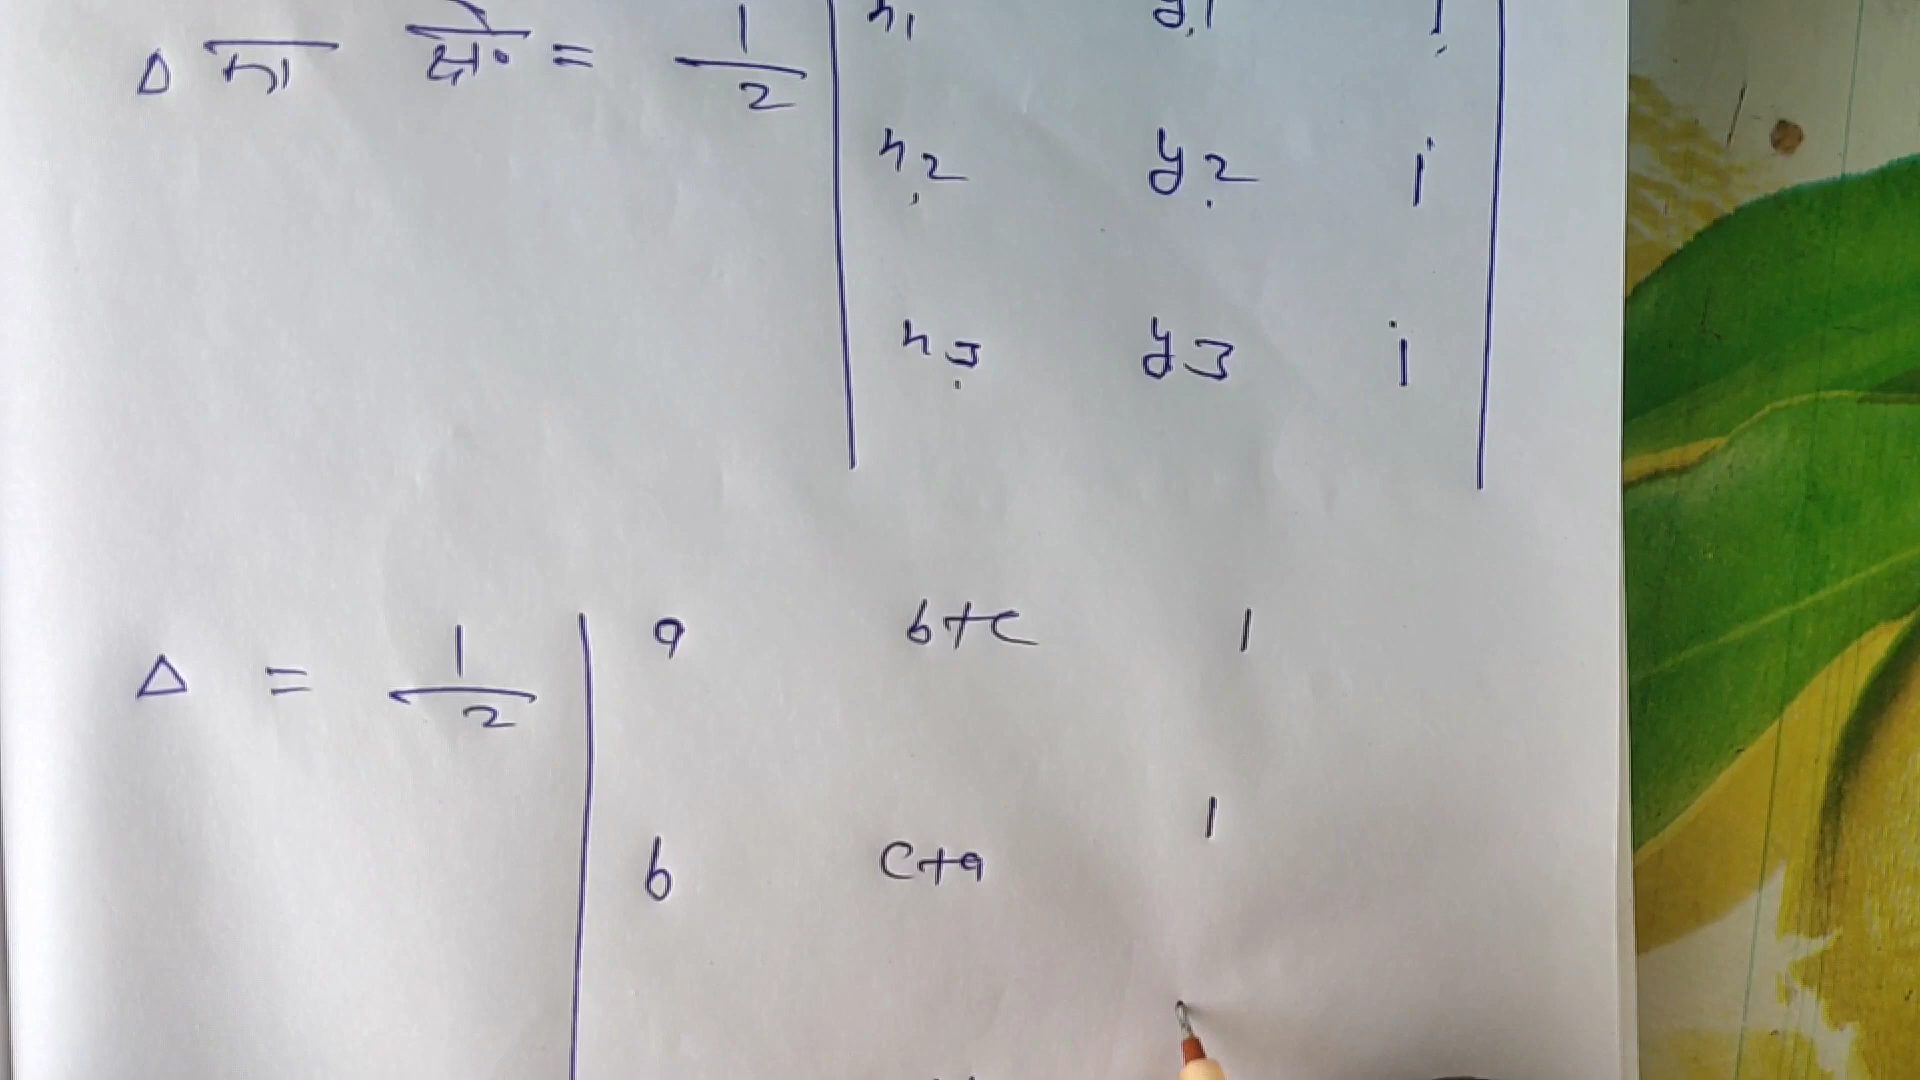 Δ का क्षे॰ = 1/2 | x1 y1 1 |
x2 y2 1
x3 y3 1
Δ = 1/2 | a b+c 1
b c+a 1